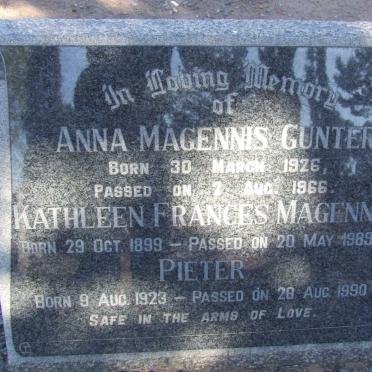 In Loving Memory
of
ANNA MAGENNIS GUNTER
BORN 30 MARCH 1926,
PASSED ON 2 AUG. 1966.
KATHLEEN FRANCES MAGENN
BORN 29 OCT. 1899 – PASSED ON 20 MAY 1989
PIETER
BORN 9 AUG. 1923 – PASSED ON 28 AUG. 1990
SAFE IN THE ARMS OF LOVE.